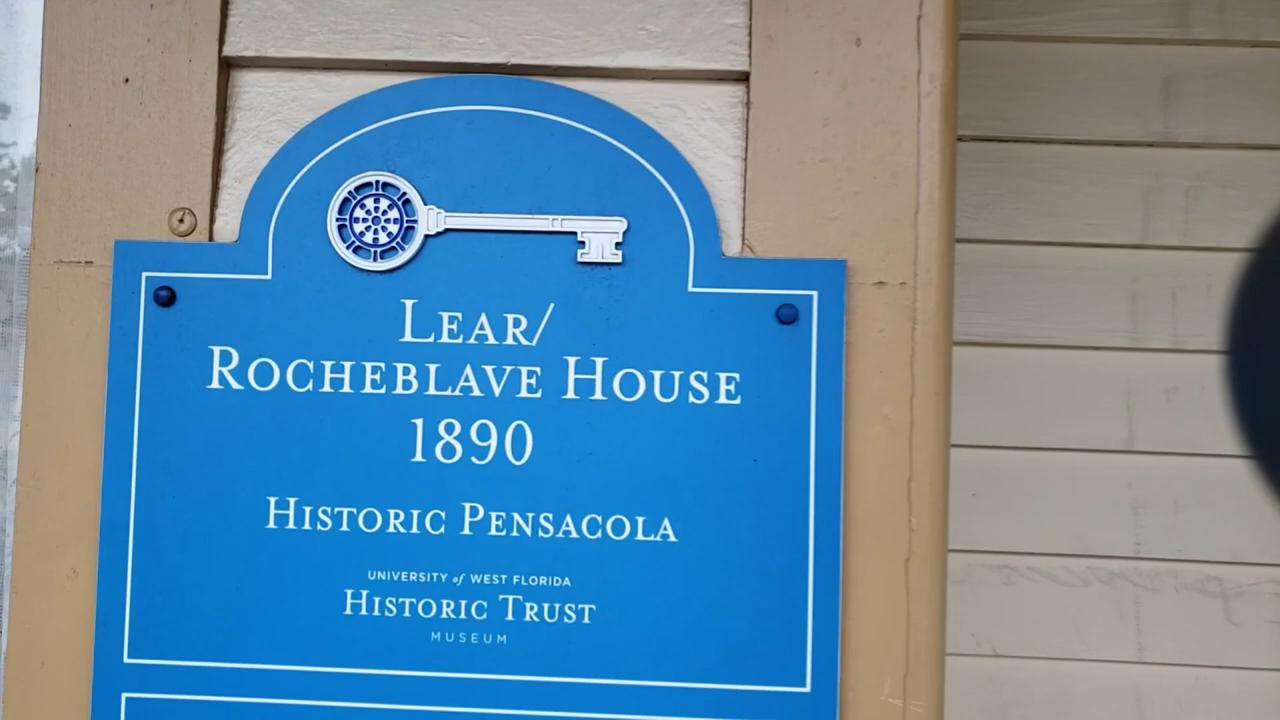 Lear/
Rocheblave House
1890
Historic Pensacola
UNIVERSITY of WEST FLORIDA
Historic Trust
MUSEUM